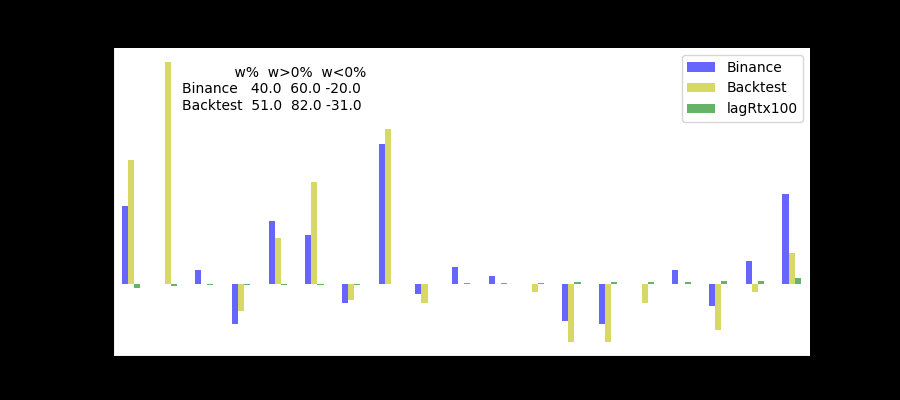 w% w>0% w<0%
Binance 40.0 60.0 -20.0
Backtest 51.0 82.0 -31.0
Binance
Backtest
lagRtx100